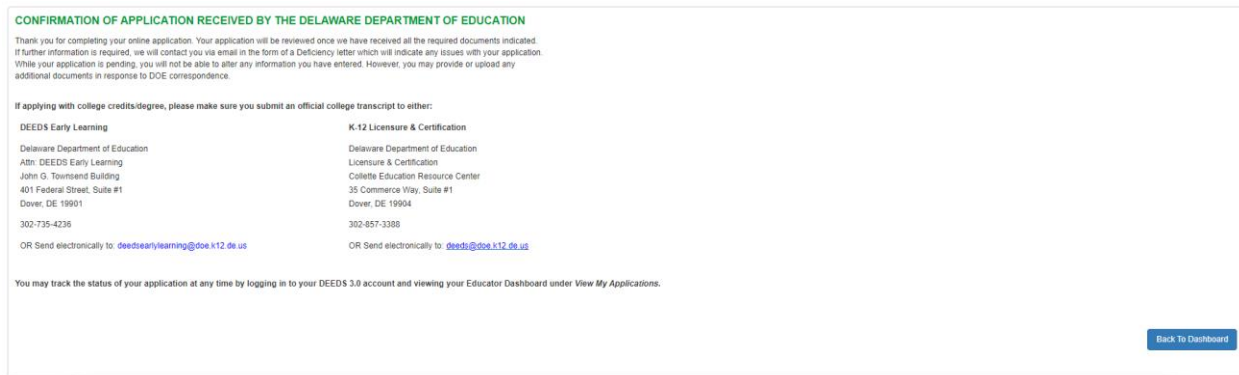 CONFIRMATION OF APPLICATION RECEIVED BY THE DELAWARE DEPARTMENT OF EDUCATION
Thank you for completing your online application. Your application will be reviewed once we have received all the required documents indicated.
If further information is required, we will contact you via email in the form of a Deficiency letter which will indicate any issues with your application.
While your application is pending, you will not be able to alter any information you have entered. However, you may provide or upload any
additional documents in response to DOE correspondence.
If applying with college credits/degree, please make sure you submit an official college transcript to either:
DEEDS Early Learning
Delaware Department of Education
Attn: DEEDS Early Learning
John G. Townsend Building
401 Federal Street, Suite #1
Dover, DE 19901
302-735-4236
OR Send electronically to: deedsearlylearning@doe.k12.de.us
K-12 Licensure & Certification
Delaware Department of Education
Licensure & Certification
Collette Education Resource Center
35 Commerce Way, Suite #1
Dover, DE 19904
302-857-3388
OR Send electronically to: deeds@doe.k12.de.us
You may track the status of your application at any time by logging in to your DEEDS 3.0 account and viewing your Educator Dashboard under View My Applications.
Back To Dashboard